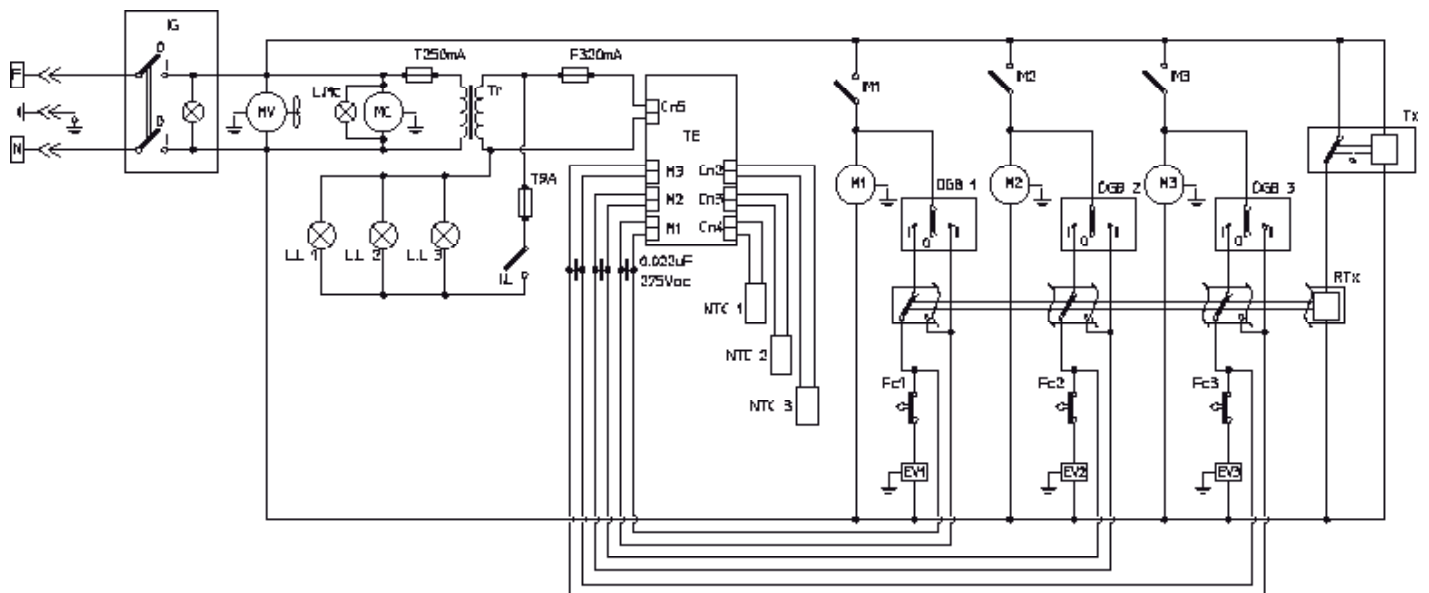 IG
F
N
0
I
0
I
MV
LMC
MC
T250mA
Tr
F320mA
Cn5
TE
M3
M2
M1
Cn2
Cn3
Cn4
T9A
LL 1
LL 2
LL 3
IL
0.022uF
275Vac
NTC 1
NTC 2
NTC 3
IM1
IM2
IM3
M1
M2
M3
DGB 1
DGB 2
DGB 3
I
0
II
I
0
II
I
0
II
Tx
RTx
Fc1
Fc2
Fc3
EV1
EV2
EV3